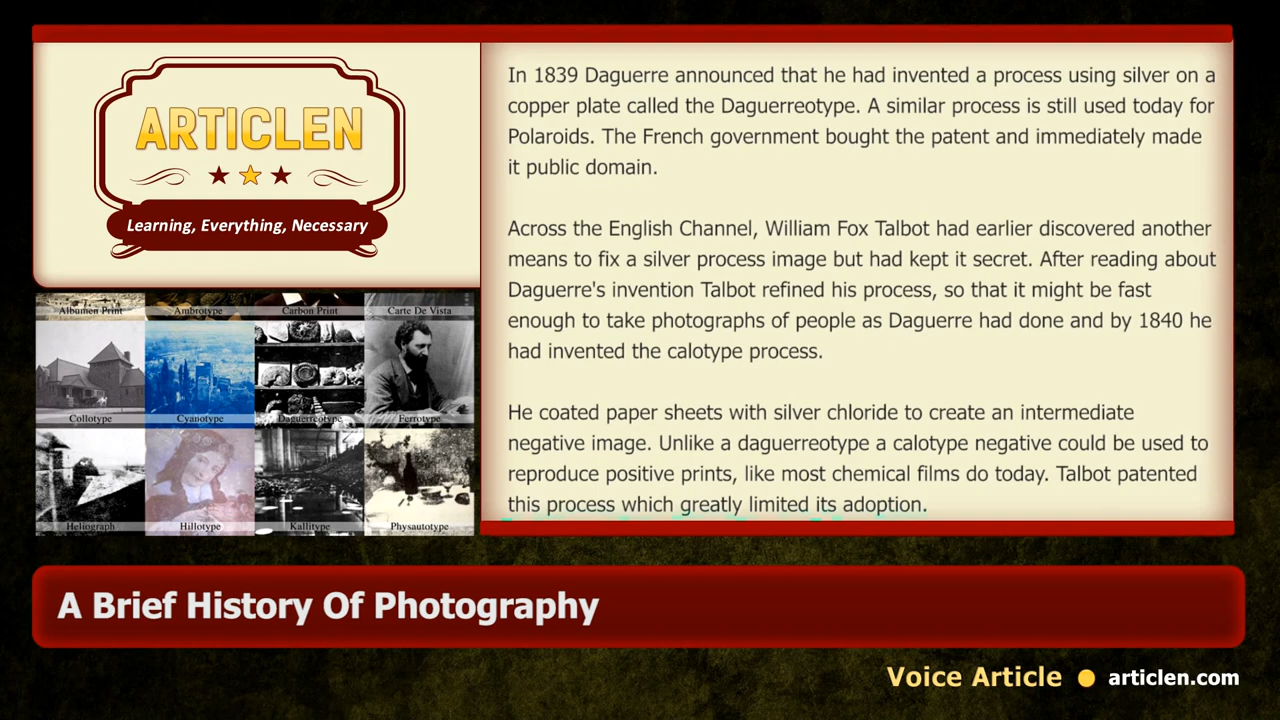 ARTICLEN
Learning, Everything, Necessary
Albumen Print
Ambrotype
Carbon Print
Carte De Vista
Collotype
Cyanotype
Daguerreotype
Ferrotype
Heliograph
Hillotype
Kallitype
Physautotype
In 1839 Daguerre announced that he had invented a process using silver on a
copper plate called the Daguerreotype. A similar process is still used today for
Polaroids. The French government bought the patent and immediately made
it public domain.
Across the English Channel, William Fox Talbot had earlier discovered another
means to fix a silver process image but had kept it secret. After reading about
Daguerre's invention Talbot refined his process, so that it might be fast
enough to take photographs of people as Daguerre had done and by 1840 he
had invented the calotype process.
He coated paper sheets with silver chloride to create an intermediate
negative image. Unlike a daguerreotype a calotype negative could be used to
reproduce positive prints, like most chemical films do today. Talbot patented
this process which greatly limited its adoption.
A Brief History Of Photography
Voice Article
articlen.com